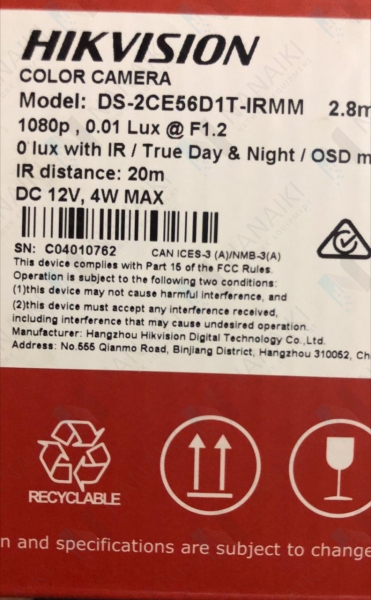 HIKVISION
COLOR CAMERA
Model: DS-2CE56D1T-IRMM 2.8m
1080p , 0.01 Lux @ F1.2
0 lux with IR / True Day & Night / OSD m
IR distance: 20m
DC 12V, 4W MAX
SN: C04010762 CAN ICES-3 (A)/NMB-3(A)
This device complies with Part 15 of the FCC Rules.
Operation is subject to the following two conditions:
(1)this device may not cause harmful interference, and
(2)this device must accept any interference received,
including interference that may cause undesired operation.
Manufacturer: Hangzhou Hikvision Digital Technology Co.,Ltd.
Address: No.555 Qianmo Road, Binjiang District, Hangzhou 310052, Ch
RECYCLABLE
n and specifications are subject to change